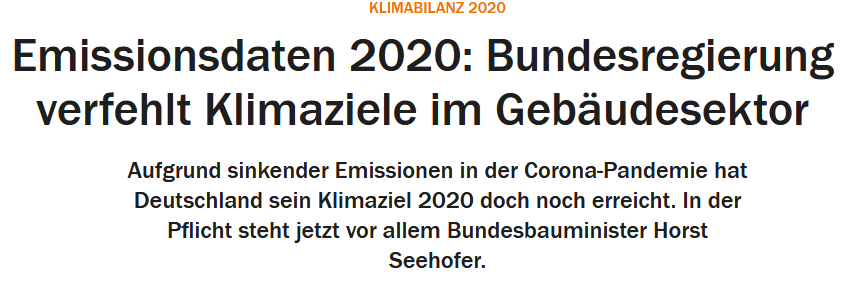 KLIMABILANZ 2020
Emissionsdaten 2020: Bundesregierung
verfehlt Klimaziele im Gebäudesektor
Aufgrund sinkender Emissionen in der Corona-Pandemie hat
Deutschland sein Klimaziel 2020 doch noch erreicht. In der
Pflicht steht jetzt vor allem Bundesbauminister Horst
Seehofer.